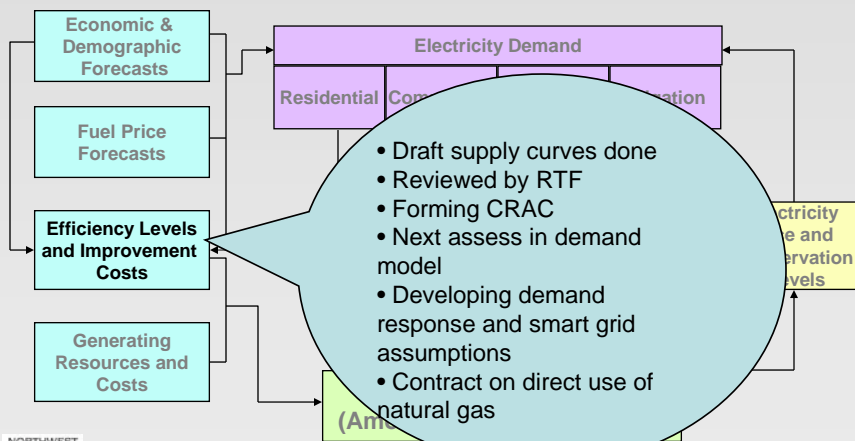 Economic &
Demographic
Forecasts
Electricity Demand
Residential
Fuel Price
Forecasts
• Draft supply curves done
• Reviewed by RTF
• Forming CRAC
• Next assess in demand
model
• Developing demand
response and smart grid
assumptions
• Contract on direct use of
natural gas
Efficiency Levels
and Improvement
Costs
and
Generating
Resources and
Costs
NORTHWEST